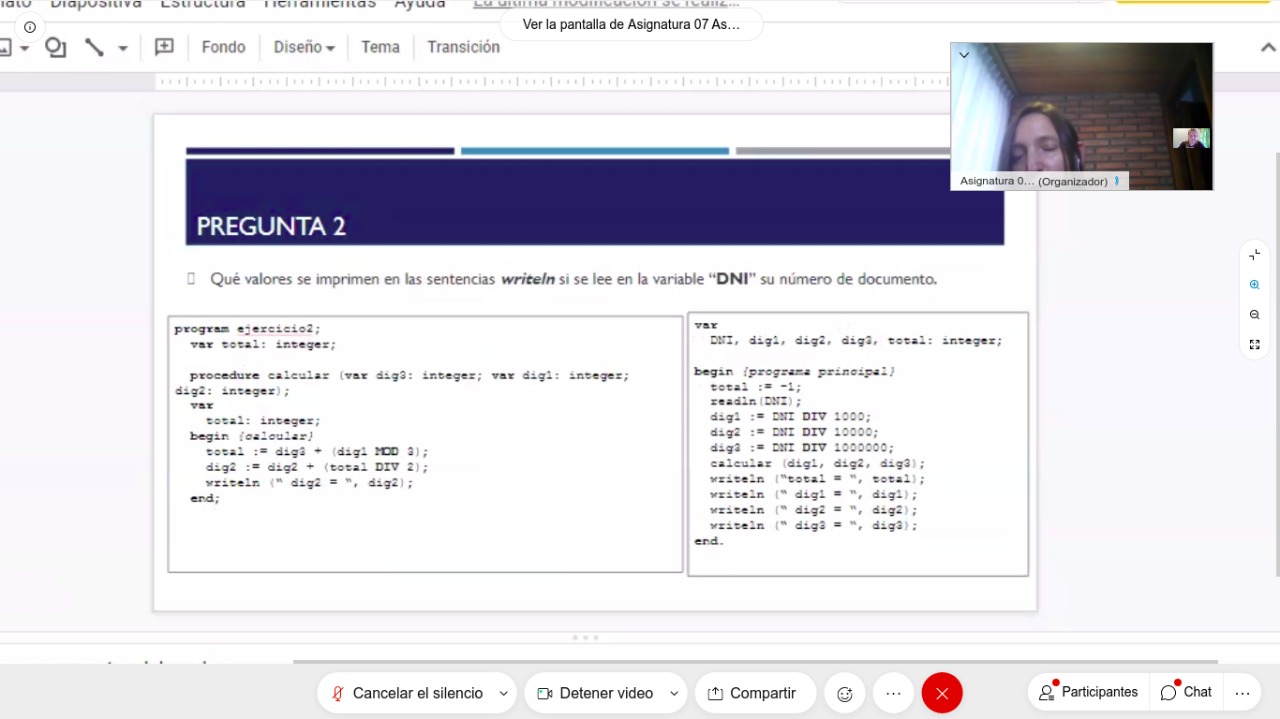 Diapositiva Estructura Herramientas Ayuda La última modificación se realiz...
Ver la pantalla de Asignatura 07 As...
Fondo Diseño Tema Transición
Asignatura 0... (Organizador)
PREGUNTA 2
Qué valores se imprimen en las sentencias writeln si se lee en la variable “DNI” su número de documento.
program ejercicio2;
var total: integer;
procedure calcular (var dig3: integer; var dig1: integer;
dig2: integer);
var
total: integer;
begin {calcular}
total := dig3 + (dig1 MOD 3);
dig2 := dig2 + (total DIV 2);
writeln (“ dig2 = “, dig2);
end;
var
DNI, dig1, dig2, dig3, total: integer;
begin {programa principal}
total := -1;
readln(DNI);
dig1 := DNI DIV 1000;
dig2 := DNI DIV 10000;
dig3 := DNI DIV 1000000;
calcular (dig1, dig2, dig3);
writeln (“total = “, total);
writeln (“ dig1 = “, dig1);
writeln (“ dig2 = “, dig2);
writeln (“ dig3 = “, dig3);
end.
Cancelar el silencio Detener video Compartir Participantes Chat